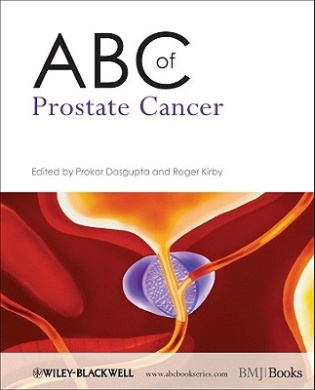 ABC of
Prostate Cancer
Edited by Prokar Dasgupta and Roger Kirby
WILEY-BLACKWELL
www.abcbookseries.com
BMJ|Books